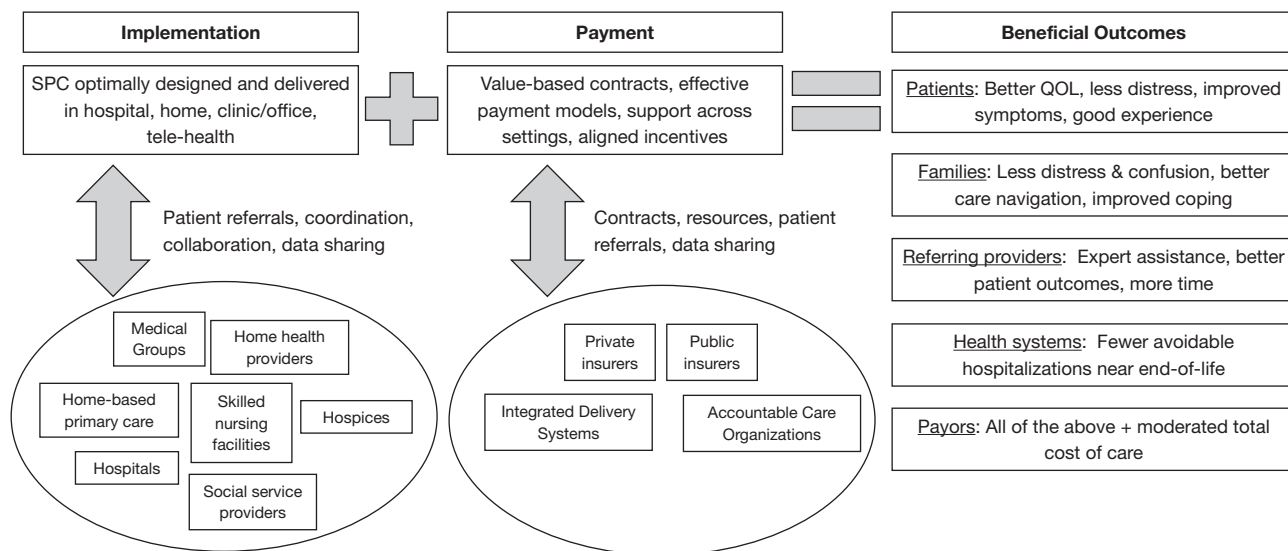 Implementation
SPC optimally designed and delivered
in hospital, home, clinic/office,
tele-health
Patient referrals, coordination,
collaboration, data sharing
Medical
Groups
Home health
providers
Home-based
primary care
Skilled
nursing
facilities
Hospices
Hospitals
Social service
providers
Payment
Value-based contracts, effective
payment models, support across
settings, aligned incentives
Contracts, resources, patient
referrals, data sharing
Private
insurers
Public
insurers
Integrated Delivery
Systems
Accountable Care
Organizations
Beneficial Outcomes
Patients: Better QOL, less distress, improved
symptoms, good experience
Families: Less distress & confusion, better
care navigation, improved coping
Referring providers: Expert assistance, better
patient outcomes, more time
Health systems: Fewer avoidable
hospitalizations near end-of-life
Payors: All of the above + moderated total
cost of care